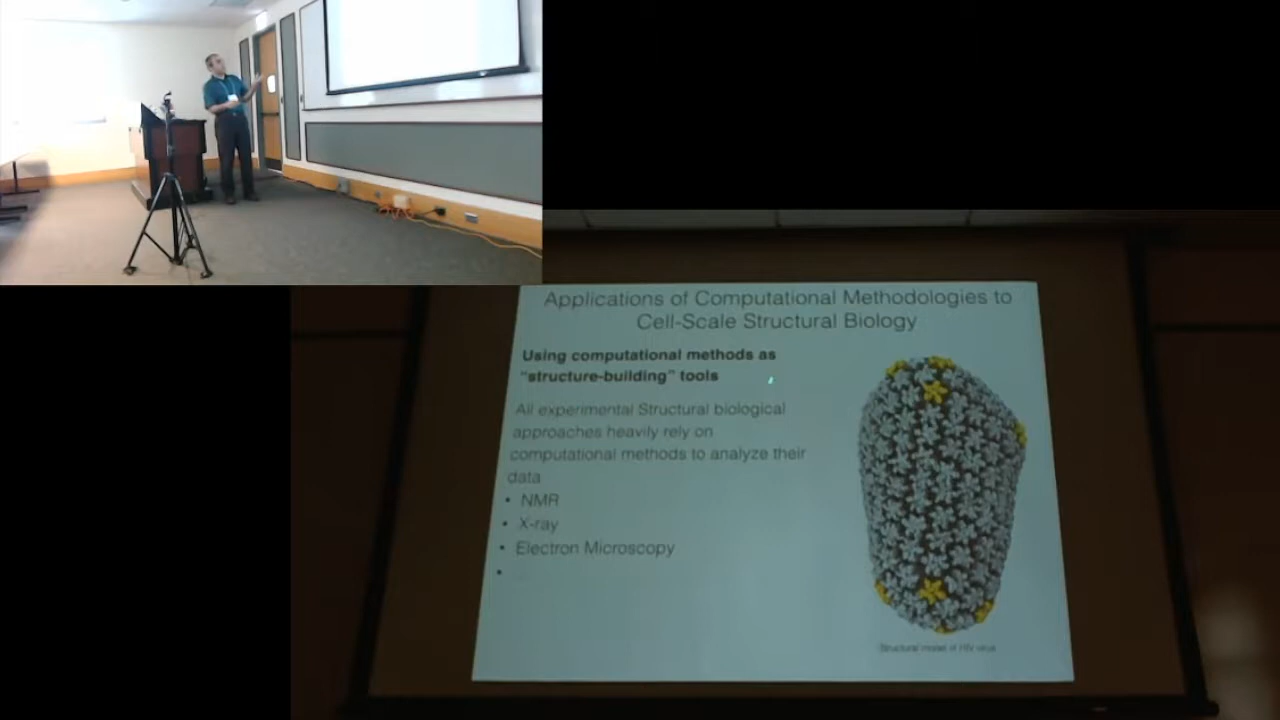 Applications of Computational Methodologies to
Cell-Scale Structural Biology
Using computational methods as
“structure-building” tools
All experimental Structural biological
approaches heavily rely on
computational methods to analyze their
data
• NMR
• X-ray
• Electron Microscopy
•
Structural model of HIV virus